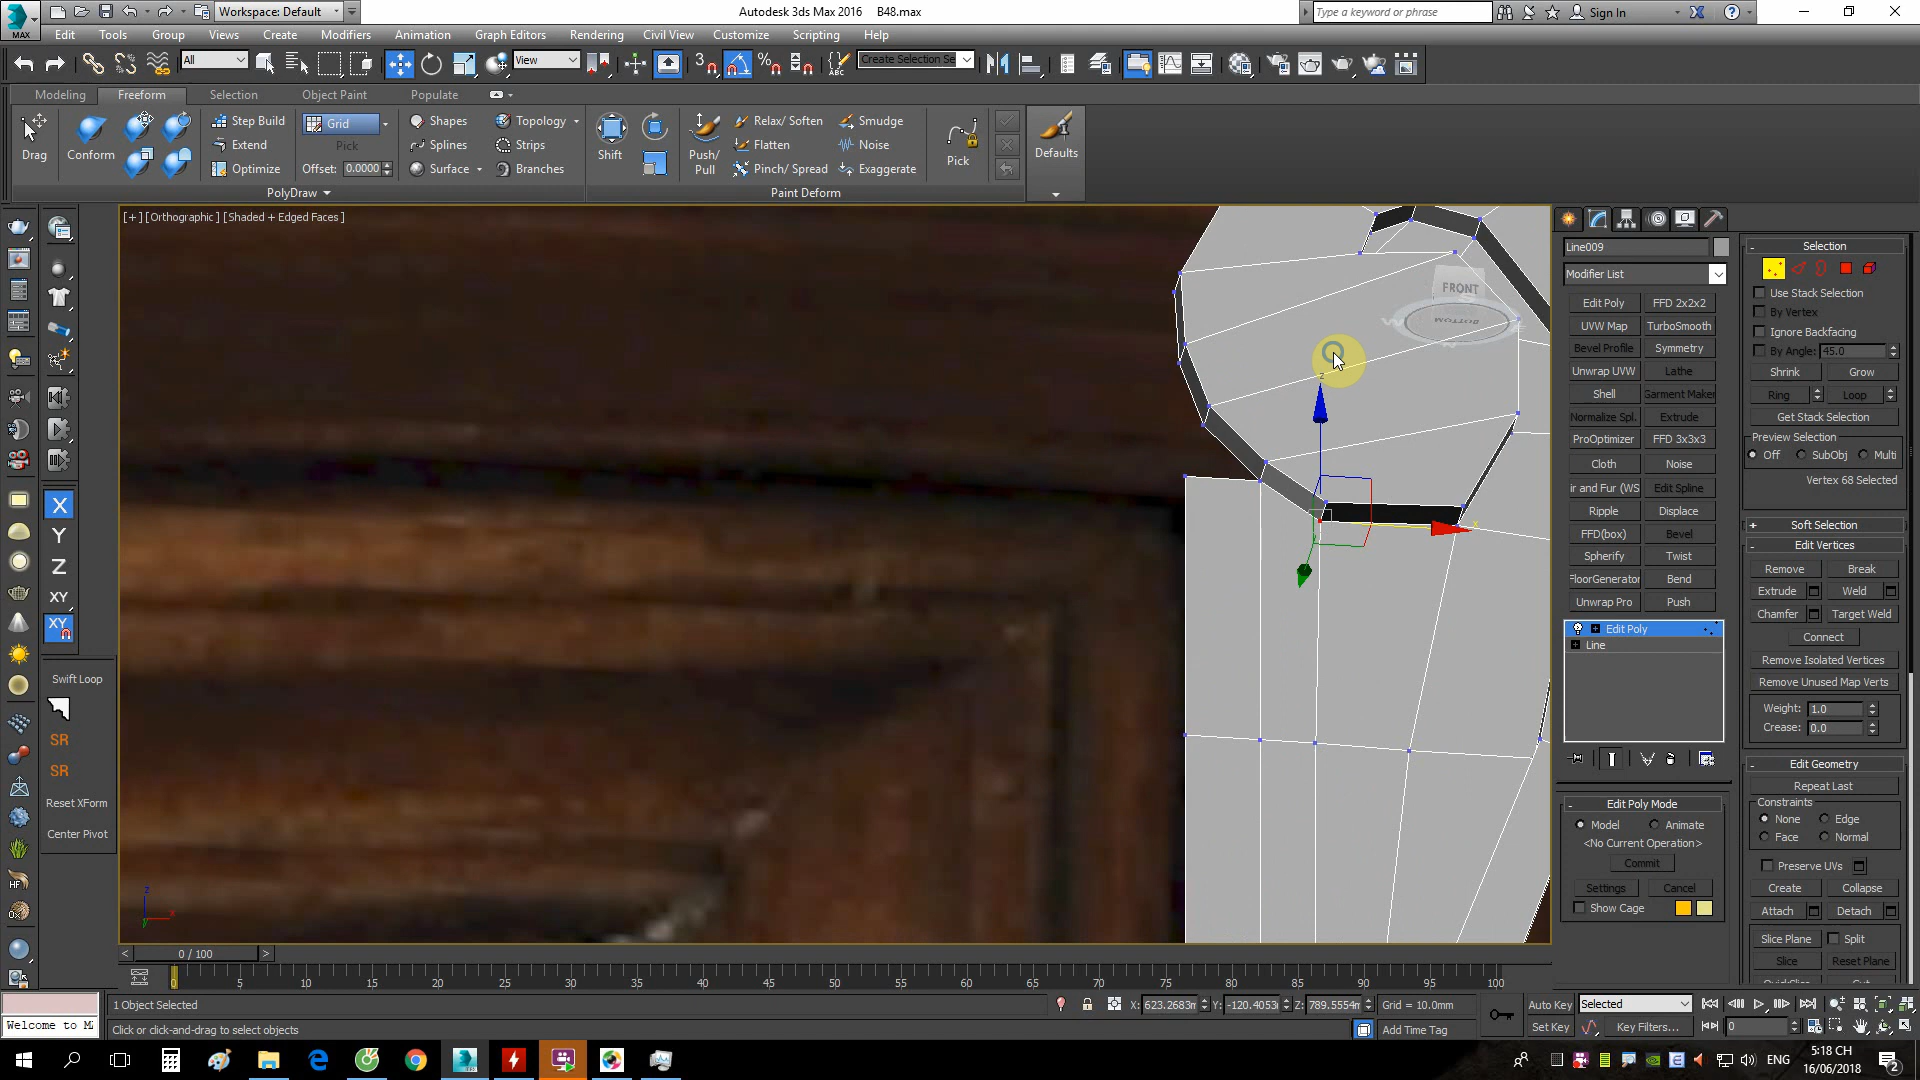 Workspace: Default
Autodesk 3ds Max 2016 B48.max
Type a keyword or phrase
Sign In
MAX
Edit Tools Group Views Create Modifiers Animation Graph Editors Rendering Civil View Customize Scripting Help
All
View
Create Selection Se
Modeling Freeform Selection Object Paint Populate
Drag
Conform
Step Build
Extend
Optimize
Grid
Pick
Offset: 0.0000
Shapes
Splines
Surface
Topology
Strips
Branches
Shift
Push/
Pull
Relax/ Soften
Flatten
Pinch/ Spread
Smudge
Noise
Exaggerate
Pick
Defaults
PolyDraw
Paint Deform
[+] [Orthographic] [Shaded + Edged Faces]
FRONT
BOTTOM
X
Y
Z
XY
XY
Swift Loop
SR
SR
Reset XForm
Center Pivot
HF
Line009
Modifier List
Edit Poly FFD 2x2x2
UVW Map TurboSmooth
Bevel Profile Symmetry
Unwrap UVW Lathe
Shell Garment Maker
Normalize Spl. Extrude
ProOptimizer FFD 3x3x3
Cloth Noise
ir and Fur (WS Edit Spline
Ripple Displace
FFD(box) Bevel
Spherify Twist
FloorGenerator Bend
Unwrap Pro Push
Edit Poly
Line
Edit Poly Mode
Model Animate
<No Current Operation>
Commit
Settings Cancel
Show Cage
Selection
Use Stack Selection
By Vertex
Ignore Backfacing
By Angle: 45.0
Shrink Grow
Ring Loop
Get Stack Selection
Preview Selection
Off SubObj Multi
Vertex 68 Selected
Soft Selection
Edit Vertices
Remove Break
Extrude Weld
Chamfer Target Weld
Connect
Remove Isolated Vertices
Remove Unused Map Verts
Weight: 1.0
Crease: 0.0
Edit Geometry
Repeat Last
Constraints
None Edge
Face Normal
Preserve UVs
Create Collapse
Attach Detach
Slice Plane Split
Slice Reset Plane
0 / 100
0 5 10 15 20 25 30 35 40 45 50 55 60 65 70 75 80 85 90 95 100
1 Object Selected
X: 623.2683m Y: -120.4053 Z: 789.5554m Grid = 10.0mm
Auto Key Selected
Welcome to M
Click or click-and-drag to select objects
Add Time Tag
Set Key Key Filters... 0
ENG
5:18 CH
16/06/2018
2